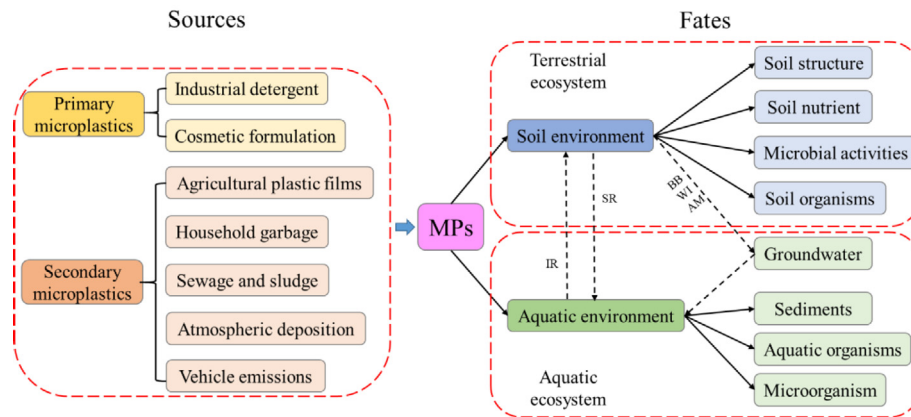 Sources
Fates
Primary
microplastics
Industrial detergent
Cosmetic formulation
Secondary
microplastics
Agricultural plastic films
Household garbage
Sewage and sludge
Atmospheric deposition
Vehicle emissions
MPs
Terrestrial
ecosystem
Soil environment
Soil structure
Soil nutrient
Microbial activities
Soil organisms
BB
WI
AM
SR
IR
Groundwater
Aquatic environment
Sediments
Aquatic organisms
Microorganism
Aquatic
ecosystem